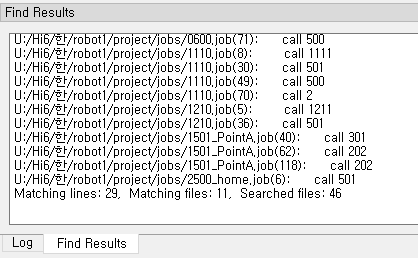 Find Results
U:/Hi6/한/robot1/project/jobs/0600.job(71): call 500
U:/Hi6/한/robot1/project/jobs/1110.job(8): call 1111
U:/Hi6/한/robot1/project/jobs/1110.job(30): call 501
U:/Hi6/한/robot1/project/jobs/1110.job(49): call 500
U:/Hi6/한/robot1/project/jobs/1110.job(70): call 2
U:/Hi6/한/robot1/project/jobs/1210.job(5): call 1211
U:/Hi6/한/robot1/project/jobs/1210.job(36): call 501
U:/Hi6/한/robot1/project/jobs/1501_PointA.job(40): call 301
U:/Hi6/한/robot1/project/jobs/1501_PointA.job(62): call 202
U:/Hi6/한/robot1/project/jobs/1501_PointA.job(118): call 202
U:/Hi6/한/robot1/project/jobs/2500_home.job(6): call 501
Matching lines: 29, Matching files: 11, Searched files: 46
Log Find Results